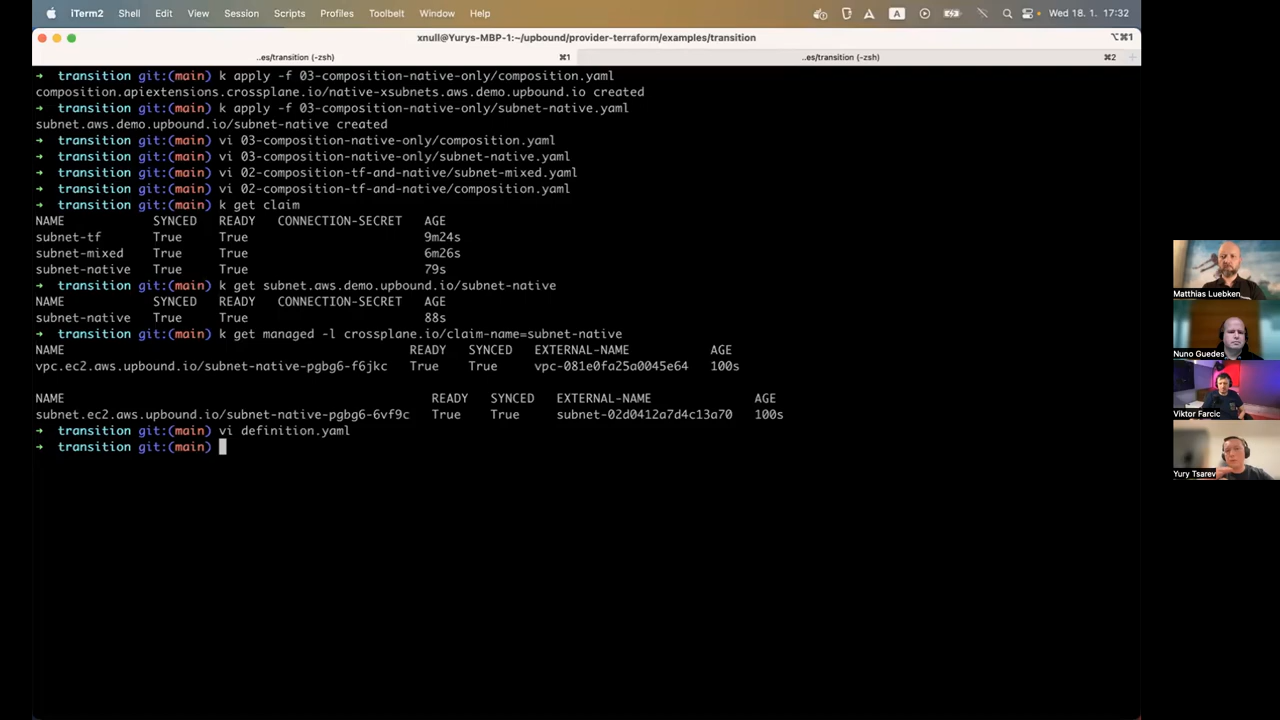 iTerm2 Shell Edit View Session Scripts Profiles Toolbelt Window Help A Wed 18. 1. 17:32
xnull@Yurys-MBP-1:~/upbound/provider-terraform/examples/transition ⌥⌘1
..es/transition (-zsh) ⌘1 ..es/transition (-zsh) ⌘2
→ transition git:(main) k apply -f 03-composition-native-only/composition.yaml
composition.apiextensions.crossplane.io/native-xsubnets.aws.demo.upbound.io created
→ transition git:(main) k apply -f 03-composition-native-only/subnet-native.yaml
subnet.aws.demo.upbound.io/subnet-native created
→ transition git:(main) vi 03-composition-native-only/composition.yaml
→ transition git:(main) vi 03-composition-native-only/subnet-native.yaml
→ transition git:(main) vi 02-composition-tf-and-native/subnet-mixed.yaml
→ transition git:(main) vi 02-composition-tf-and-native/composition.yaml
→ transition git:(main) k get claim
NAME SYNCED READY CONNECTION-SECRET AGE
subnet-tf True True 9m24s
subnet-mixed True True 6m26s
subnet-native True True 79s
→ transition git:(main) k get subnet.aws.demo.upbound.io/subnet-native
NAME SYNCED READY CONNECTION-SECRET AGE
subnet-native True True 88s
→ transition git:(main) k get managed -l crossplane.io/claim-name=subnet-native
NAME READY SYNCED EXTERNAL-NAME AGE
vpc.ec2.aws.upbound.io/subnet-native-pgbg6-f6jkc True True vpc-081e0fa25a0045e64 100s
NAME READY SYNCED EXTERNAL-NAME AGE
subnet.ec2.aws.upbound.io/subnet-native-pgbg6-6vf9c True True subnet-02d0412a7d4c13a70 100s
→ transition git:(main) vi definition.yaml
→ transition git:(main)
Matthias Luebken
Nuno Guedes
Viktor Farcic
Yury Tsarev